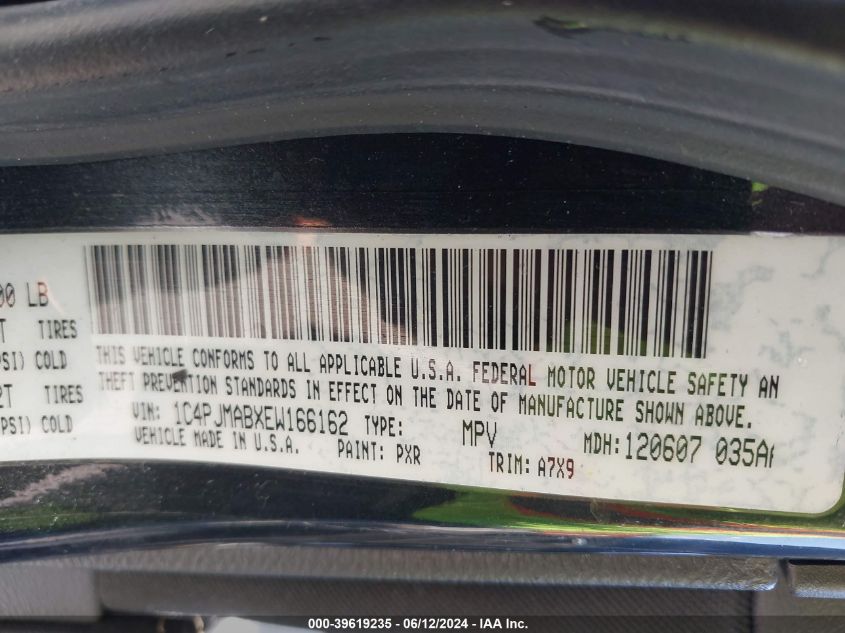 00 LB
T TIRES
PSI) COLD
2T TIRES
PSI) COLD
THIS VEHICLE CONFORMS TO ALL APPLICABLE U.S.A. FEDERAL MOTOR VEHICLE SAFETY AN
THEFT PREVENTION STANDARDS IN EFFECT ON THE DATE OF MANUFACTURE SHOWN ABOVE.
VIN: 1C4PJMABXEW166162 TYPE: MPV MDH:120607 035A
VEHICLE MADE IN U.S.A. PAINT: PXR TRIM: A7X9
000-39619235 - 06/12/2024 - IAA Inc.